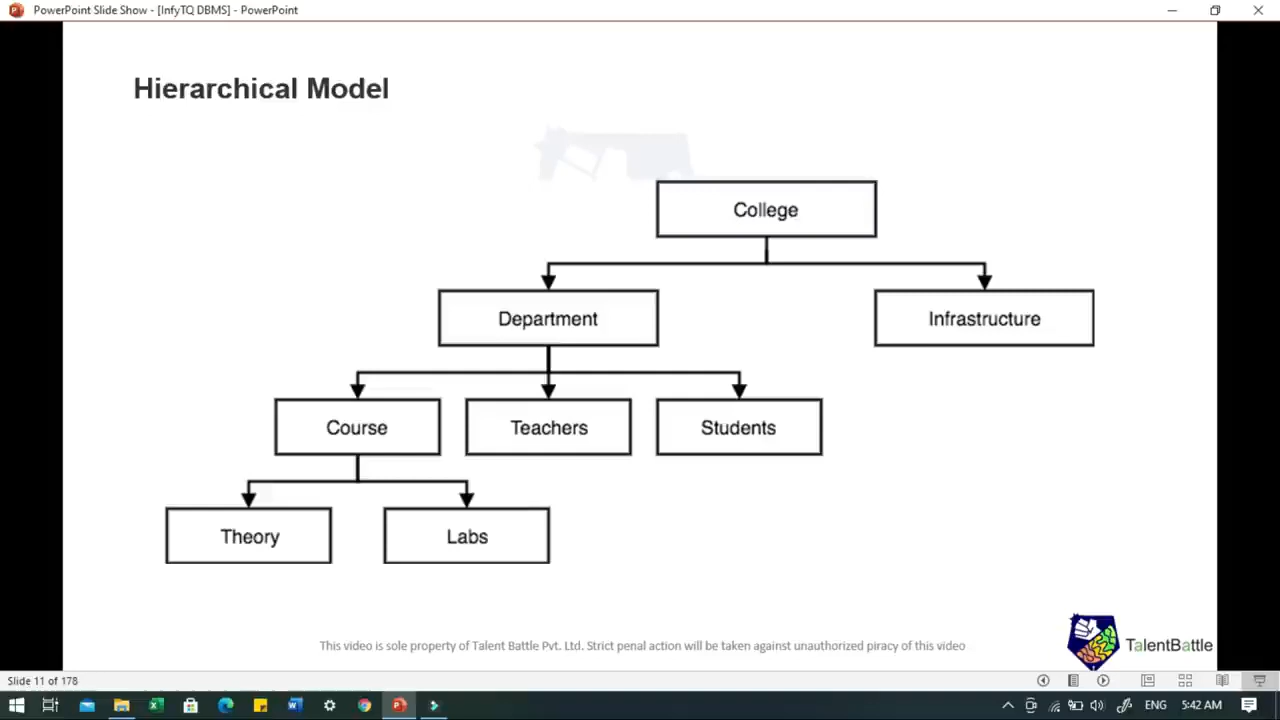 PowerPoint Slide Show - [InfyTQ DBMS] - PowerPoint
Hierarchical Model
College
Department
Infrastructure
Course
Teachers
Students
Theory
Labs
This video is sole property of Talent Battle Pvt. Ltd. Strict penal action will be taken against unauthorized piracy of this video
TalentBattle
Slide 11 of 178
ENG
5:42 AM